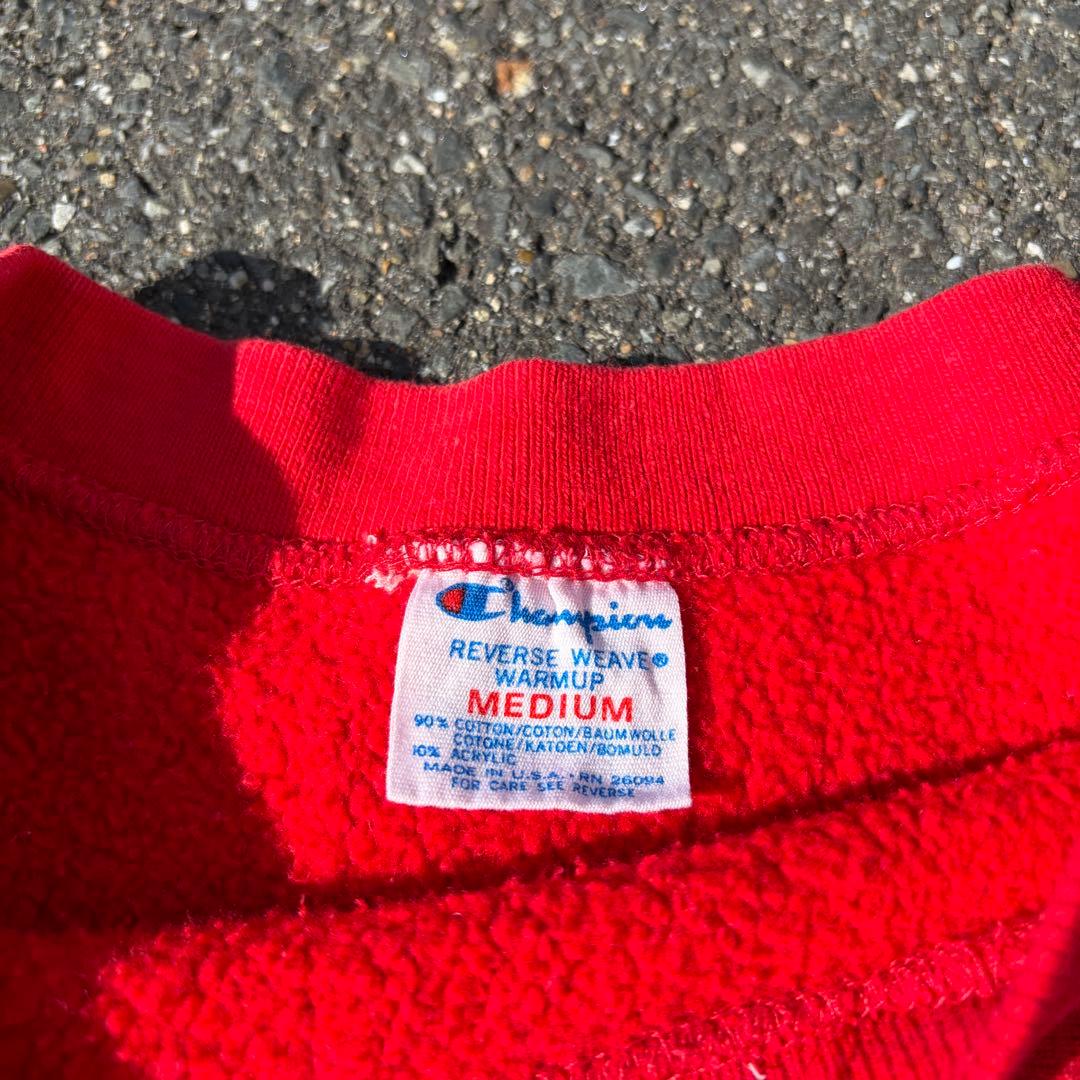 Champion
REVERSE WEAVE®
WARMUP
MEDIUM
90% COTTON/COTON/BAUMWOLLE
COTONE/KATOEN/BOMULD
10% ACRYLIC
MADE IN U.S.A. · RN 26094
FOR CARE SEE REVERSE